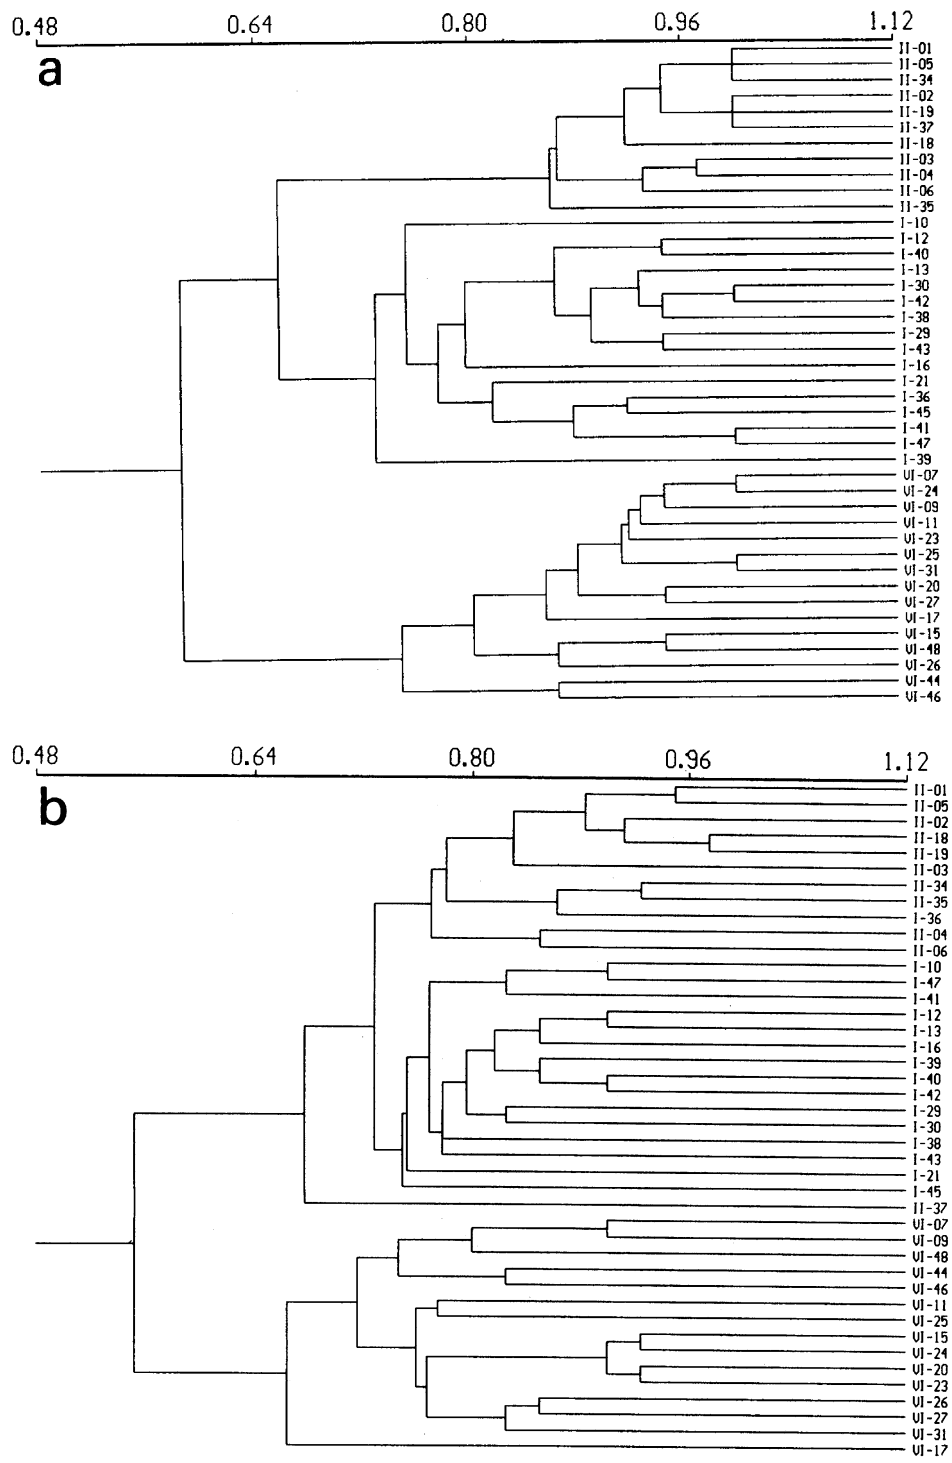 0.48 0.64 0.80 0.96 1.12
a
II-01
II-05
II-34
II-02
II-19
II-37
II-18
II-03
II-04
II-06
II-35
I-10
I-12
I-40
I-13
I-30
I-42
I-38
I-29
I-43
I-16
I-21
I-36
I-45
I-41
I-47
I-39
VI-07
VI-24
VI-09
VI-11
VI-23
VI-25
VI-31
VI-20
VI-27
VI-17
VI-15
VI-48
VI-26
VI-44
VI-46
0.48 0.64 0.80 0.96 1.12
b
II-01
II-05
II-02
II-18
II-19
II-03
II-34
II-35
I-36
II-04
II-06
I-10
I-47
I-41
I-12
I-13
I-16
I-39
I-40
I-42
I-29
I-30
I-38
I-43
I-21
I-45
II-37
VI-07
VI-09
VI-48
VI-44
VI-46
VI-11
VI-25
VI-15
VI-24
VI-20
VI-23
VI-26
VI-27
VI-31
VI-17